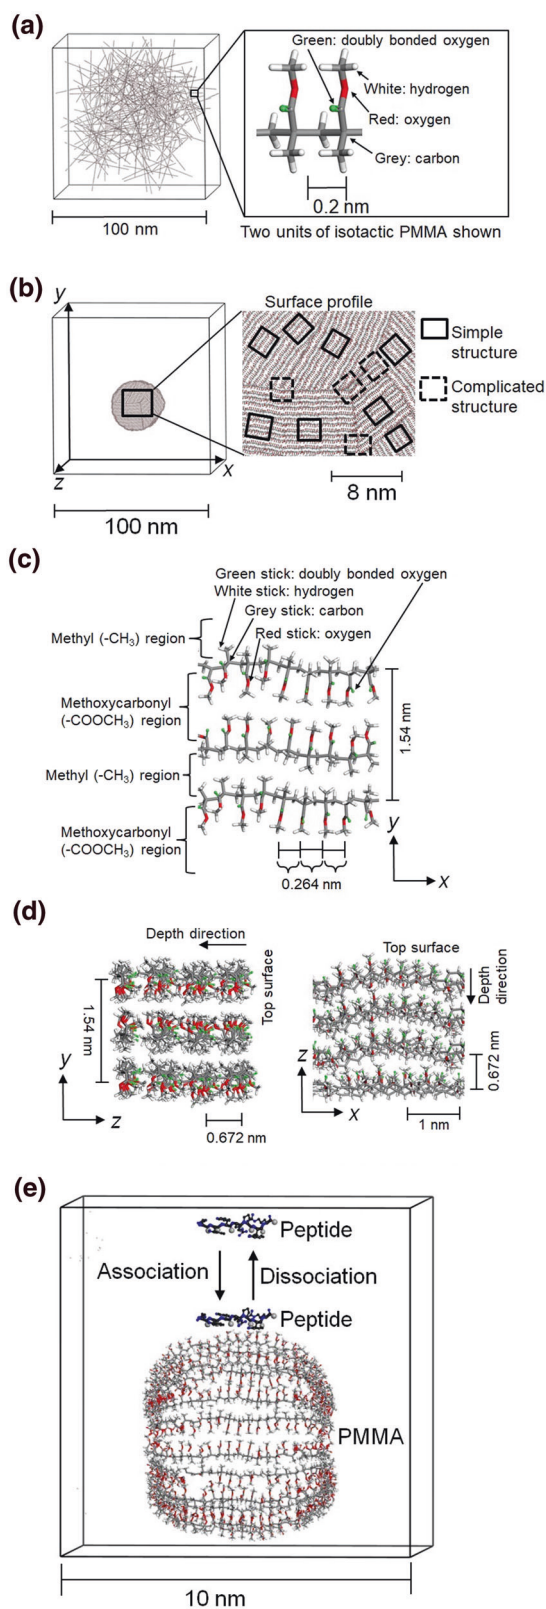 (a)
Green: doubly bonded oxygen
White: hydrogen
Red: oxygen
Grey: carbon
0.2 nm
100 nm
Two units of isotactic PMMA shown
(b)
y
Surface profile
Simple
structure
Complicated
structure
z
x
8 nm
100 nm
(c)
Green stick: doubly bonded oxygen
White stick: hydrogen
Grey stick: carbon
Red stick: oxygen
Methyl (-CH₃) region
Methoxycarbonyl
(-COOCH₃) region
1.54 nm
Methyl (-CH₃) region
Methoxycarbonyl
(-COOCH₃) region
y
x
0.264 nm
(d)
Depth direction
Top surface
1.54 nm
y
z
0.672 nm
Top surface
Depth
direction
z
0.672 nm
x
1 nm
(e)
Peptide
Association
Dissociation
Peptide
PMMA
10 nm